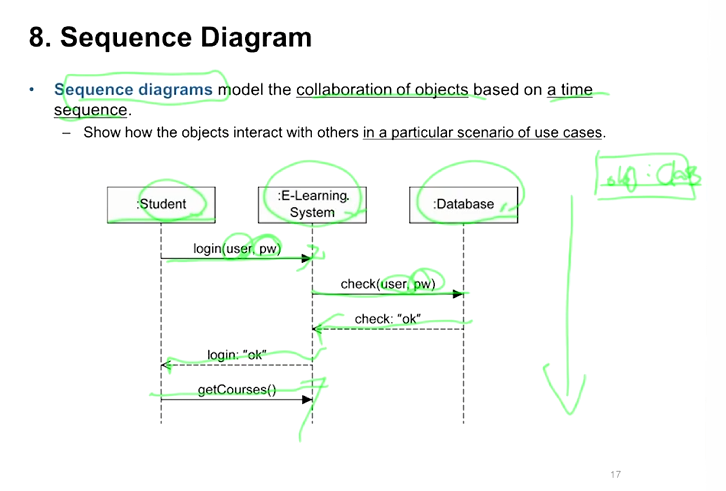 8. Sequence Diagram
• Sequence diagrams model the collaboration of objects based on a time
sequence.
– Show how the objects interact with others in a particular scenario of use cases.
obj : Class
:Student
:E-Learning
System
:Database
login(user, pw)
check(user, pw)
check: "ok"
login: "ok"
getCourses()
17